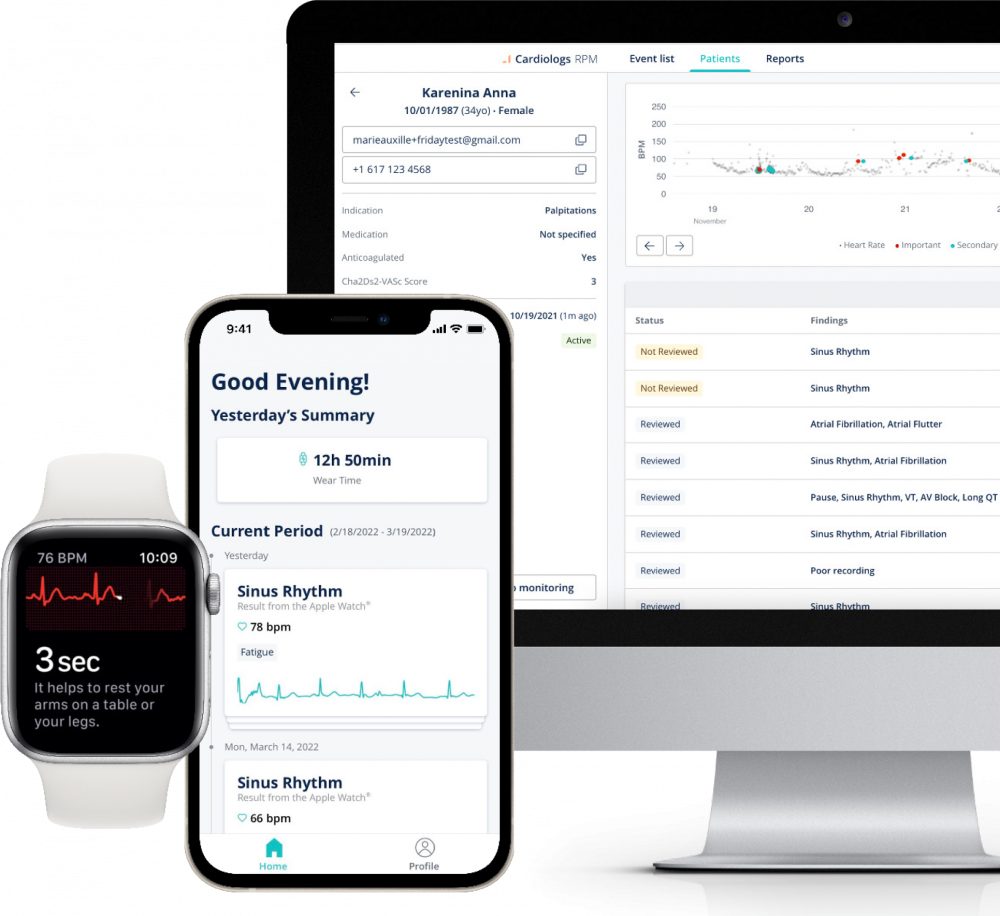 Cardiologs RPM
Event list
Patients
Reports
Karenina Anna
10/01/1987 (34yo) · Female
marieauxille+fridaytest@gmail.com
+1 617 123 4568
Indication Palpitations
Medication Not specified
Anticoagulated Yes
Cha2Ds2-VASc Score 3
10/19/2021 (1m ago)
Active
monitoring
BPM
250
200
150
100
50
0
19 20 21 2
November
Heart Rate Important Secondary
Status Findings
Not Reviewed Sinus Rhythm
Not Reviewed Sinus Rhythm
Reviewed Atrial Fibrillation, Atrial Flutter
Reviewed Sinus Rhythm, Atrial Fibrillation
Reviewed Pause, Sinus Rhythm, VT, AV Block, Long QT
Reviewed Sinus Rhythm, Atrial Fibrillation
Reviewed Poor recording
Reviewed Sinus Rhythm
9:41
Good Evening!
Yesterday's Summary
12h 50min
Wear Time
Current Period (2/18/2022 - 3/19/2022)
Yesterday
Sinus Rhythm
Result from the Apple Watch®
78 bpm
Fatigue
Mon, March 14, 2022
Sinus Rhythm
Result from the Apple Watch®
66 bpm
Home
Profile
76 BPM 10:09
3 sec
It helps to rest your
arms on a table or
your legs.